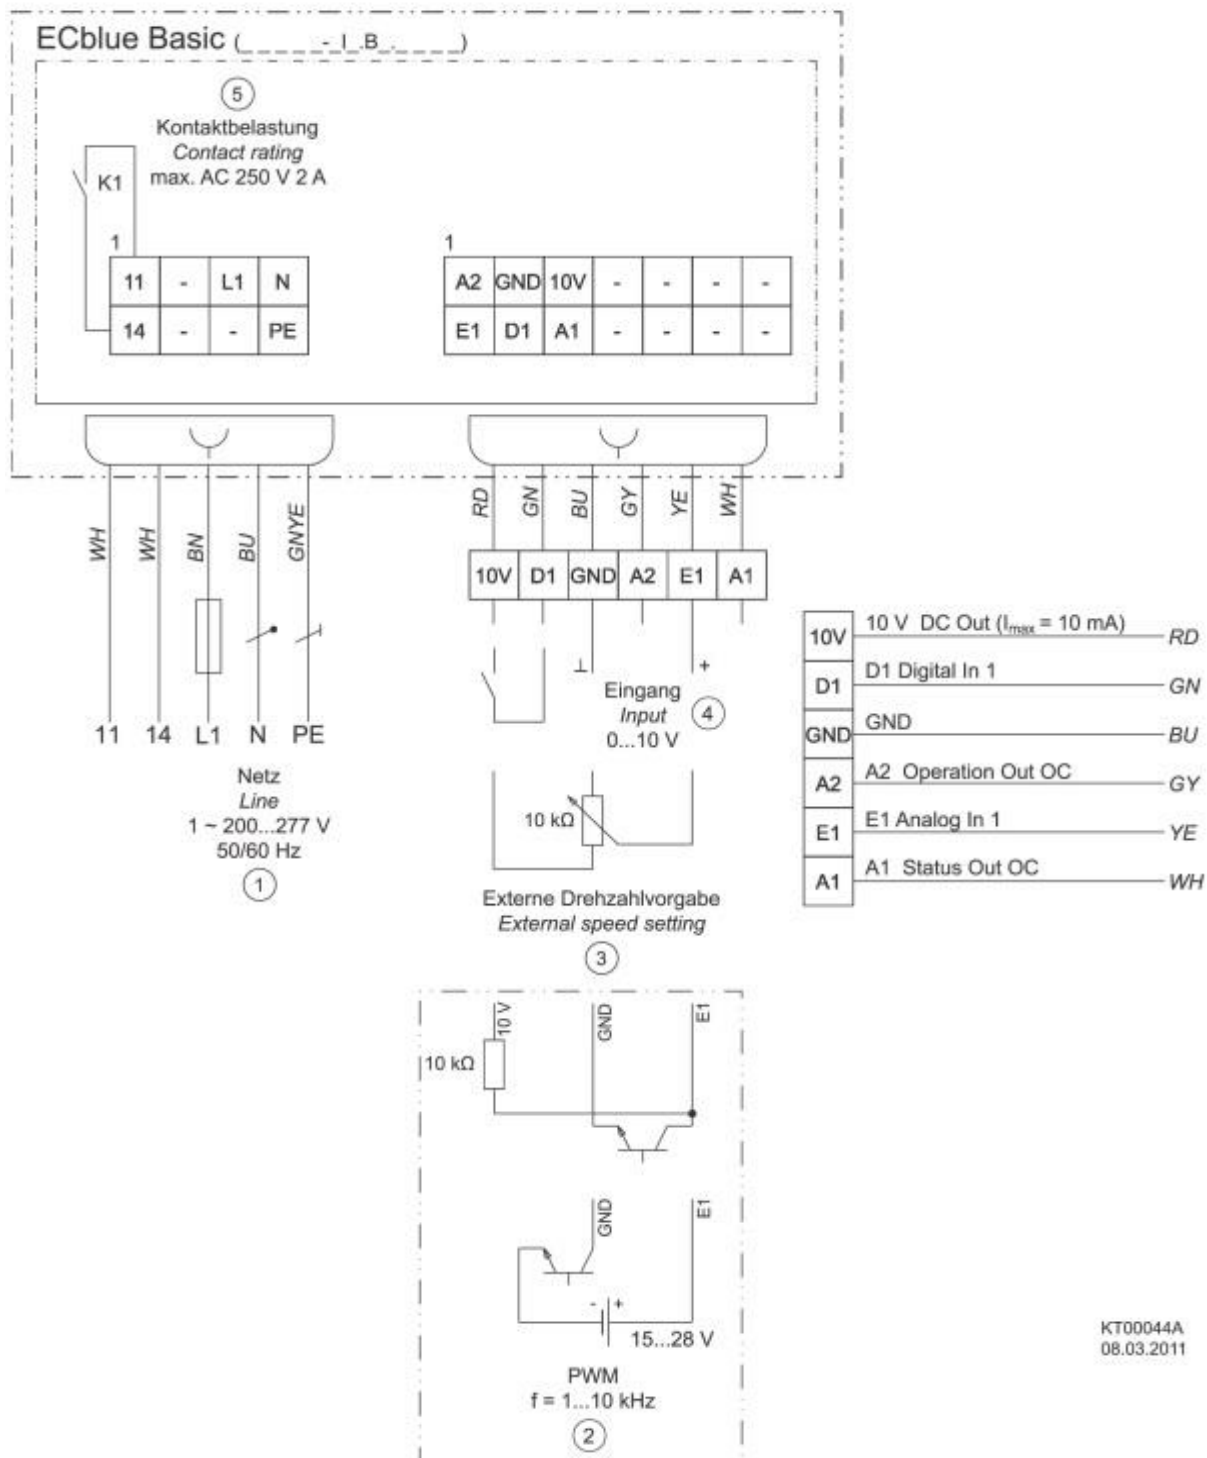 ECblue Basic (_ _ _ _ _ _ - I _ .B _ . _ _ _ _ _)
5
Kontaktbelastung
Contact rating
max. AC 250 V 2 A
K1
1
11 - L1 N
14 - - PE
1
A2 GND 10V - - - -
E1 D1 A1 - - - -
WH WH BN BU GNYE
11 14 L1 N PE
Netz
Line
1 ~ 200...277 V
50/60 Hz
1
RD GN BU GY YE WH
10V D1 GND A2 E1 A1
⊥ +
Eingang
Input
0...10 V
4
10 kΩ
Externe Drehzahlvorgabe
External speed setting
3
10V 10 V DC Out (Imax = 10 mA) RD
D1 D1 Digital In 1 GN
GND GND BU
A2 A2 Operation Out OC GY
E1 E1 Analog In 1 YE
A1 A1 Status Out OC WH
10 V GND E1
10 kΩ
GND E1
- +
15...28 V
PWM
f = 1...10 kHz
2
KT00044A
08.03.2011